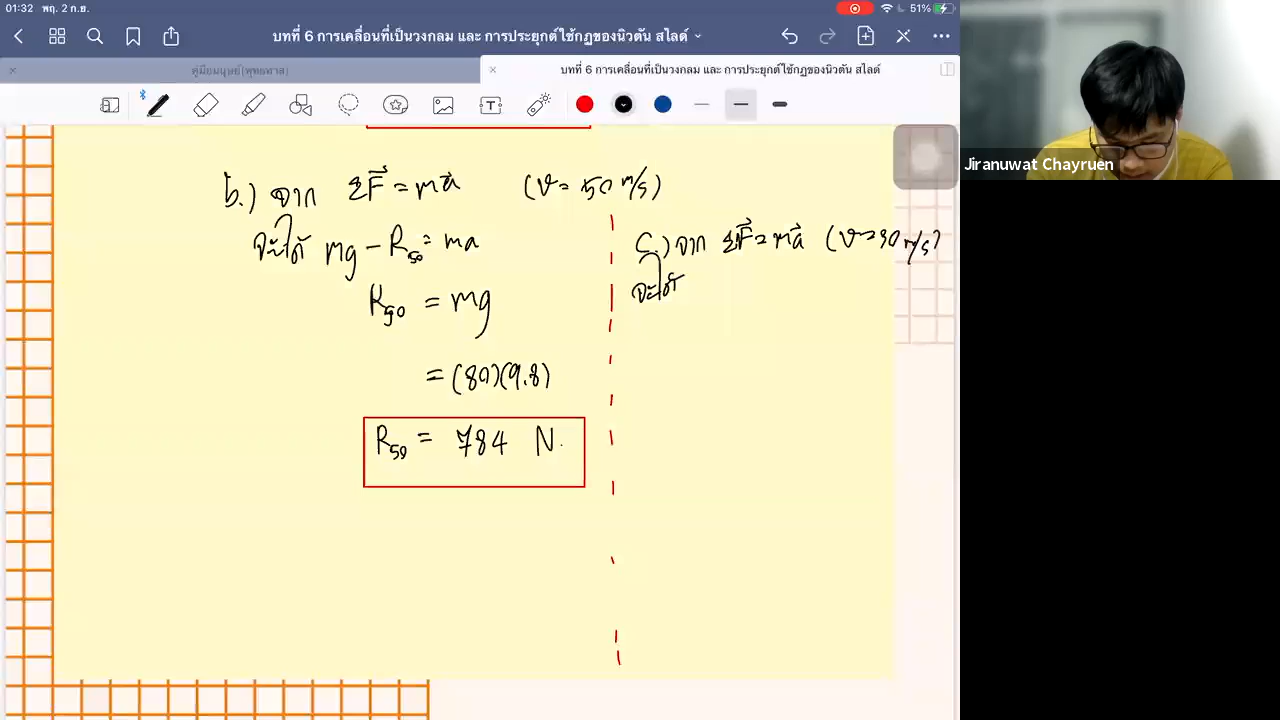 01:32 พฤ. 2 ก.ย.
51%
บทที่ 6 การเคลื่อนที่เป็นวงกลม และ การประยุกต์ใช้กฏของนิวตัน สไลด์
คู่มือมนุษย์(พุทธทาส)
บทที่ 6 การเคลื่อนที่เป็นวงกลม และ การประยุกต์ใช้กฏของนิวตัน สไลด์
Jiranuwat Chayruen
b.) จาก ΣF⃗ = ma⃗ (v = 50 m/s)
จะได้ mg - R₅₀ = ma
R₅₀ = mg
= (80)(9.8)
R₅₀ = 784 N.
C.) จาก ΣF⃗ = ma⃗ (v = 30 m/s)
จะได้